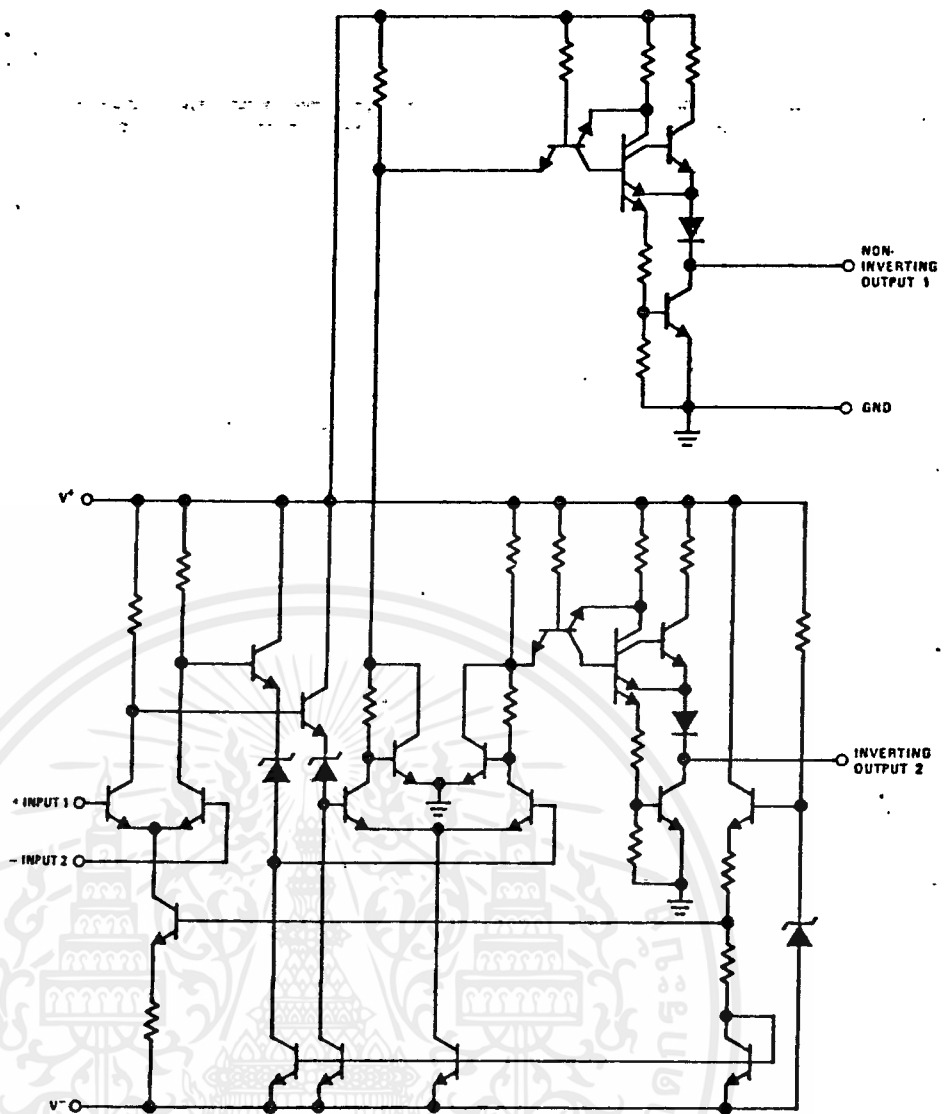 NON-
INVERTING
OUTPUT 1
GND
V+
INVERTING
OUTPUT 2
+ INPUT 1
− INPUT 2
V−